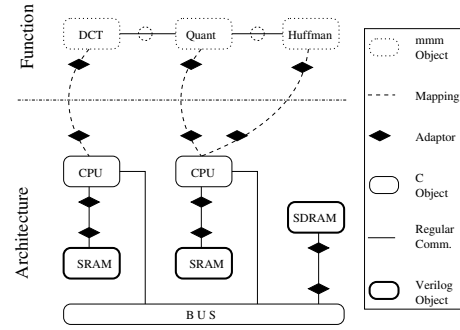 Function
DCT
Quant
Huffman
Architecture
CPU
CPU
SDRAM
SRAM
SRAM
B U S
mmm
Object
Mapping
Adaptor
C
Object
Regular
Comm.
Verilog
Object